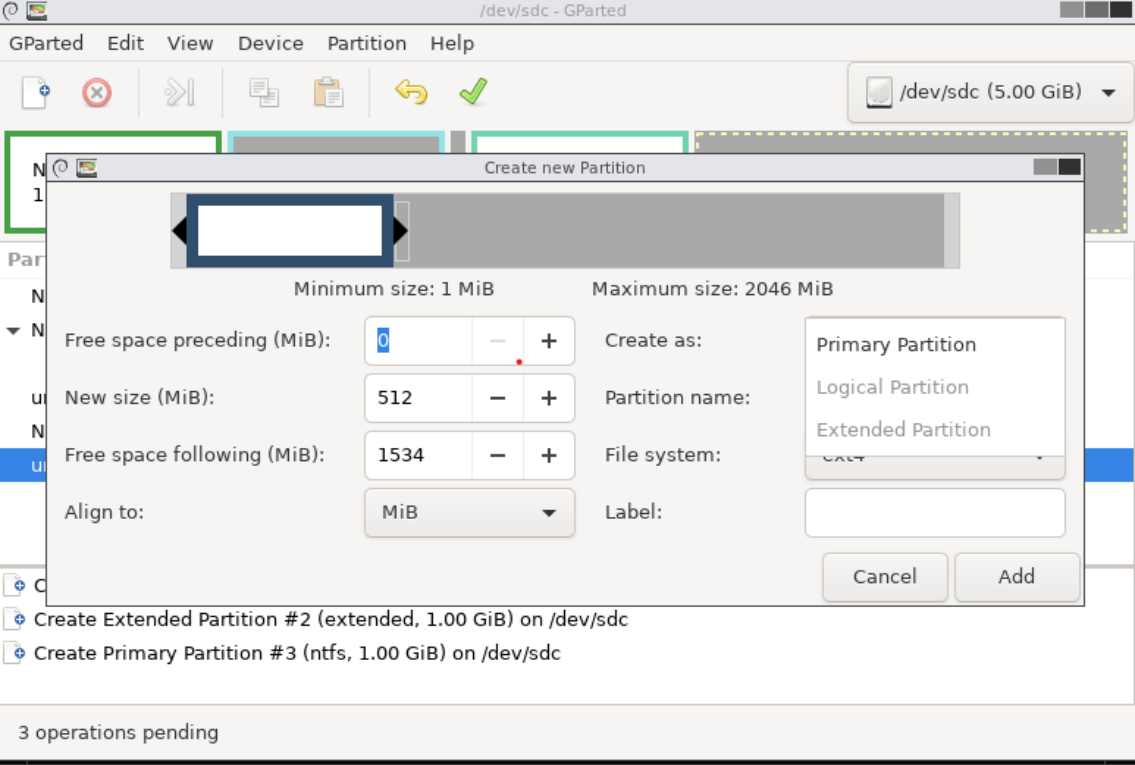 /dev/sdc - GParted
GParted Edit View Device Partition Help
/dev/sdc (5.00 GiB)
Create new Partition
Minimum size: 1 MiB Maximum size: 2046 MiB
Free space preceding (MiB): 0 Create as: Primary Partition
Logical Partition
New size (MiB): 512 Partition name:
Extended Partition
Free space following (MiB): 1534 File system: ext4
Align to: MiB Label:
Cancel Add
Create Extended Partition #2 (extended, 1.00 GiB) on /dev/sdc
Create Primary Partition #3 (ntfs, 1.00 GiB) on /dev/sdc
3 operations pending